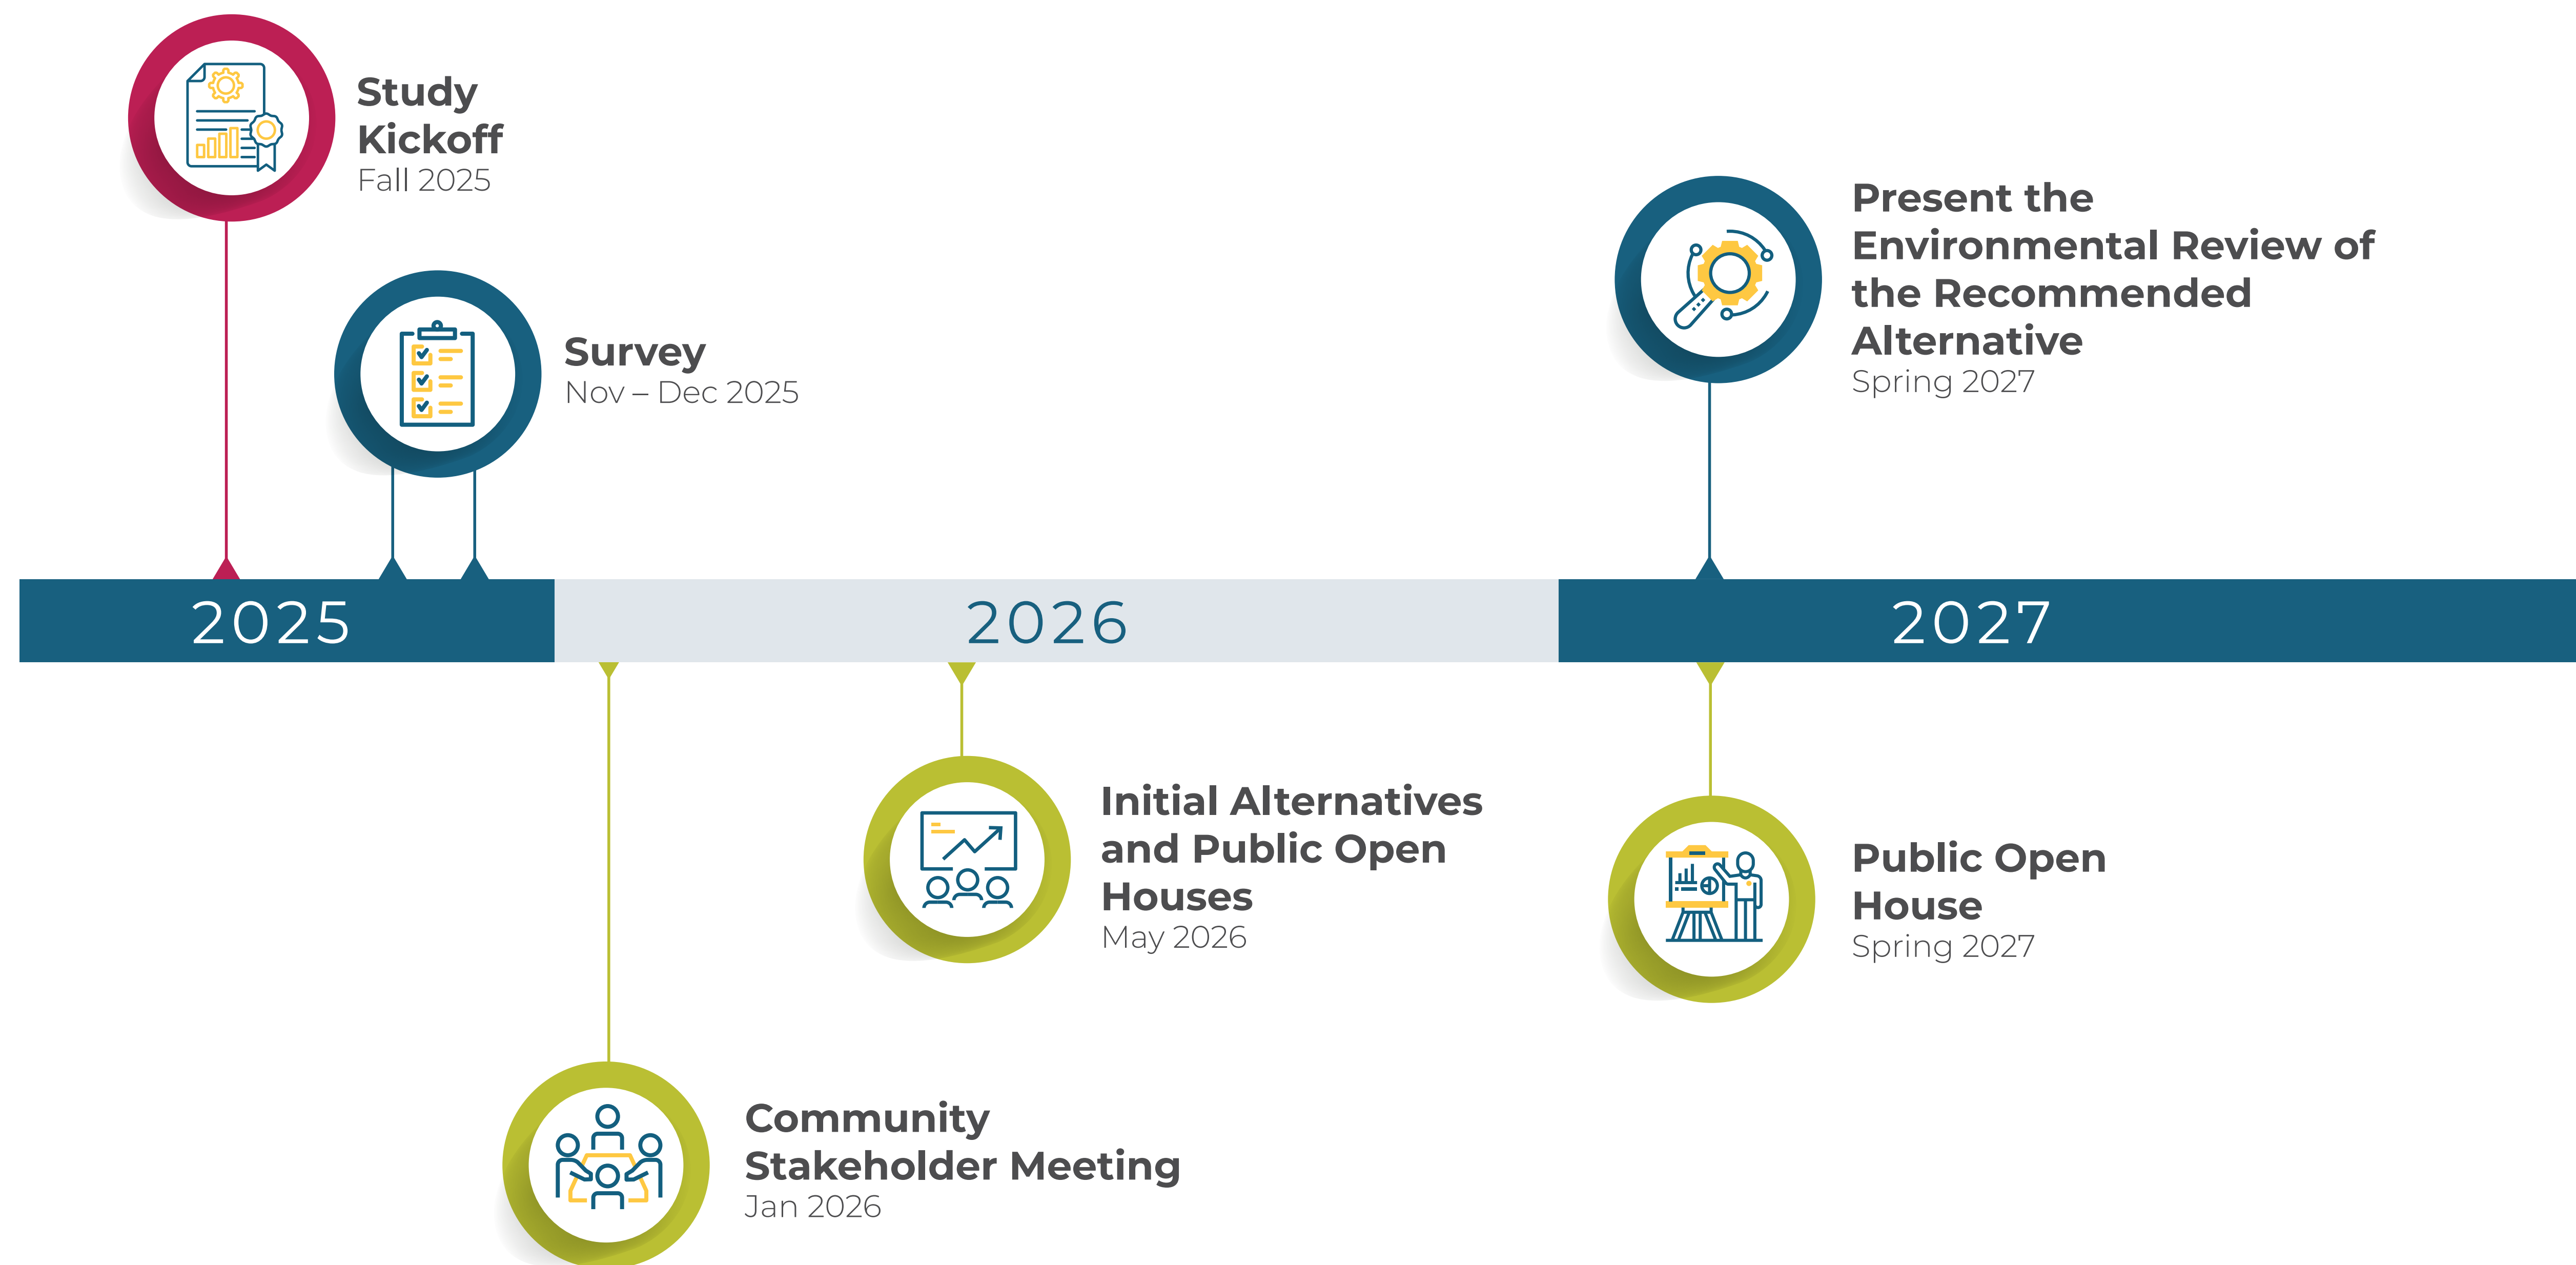 Study
Kickoff
Fall 2025
Survey
Nov – Dec 2025
Present the
Environmental Review of
the Recommended
Alternative
Spring 2027
2025
2026
2027
Initial Alternatives
and Public Open
Houses
May 2026
Public Open
House
Spring 2027
Community
Stakeholder Meeting
Jan 2026